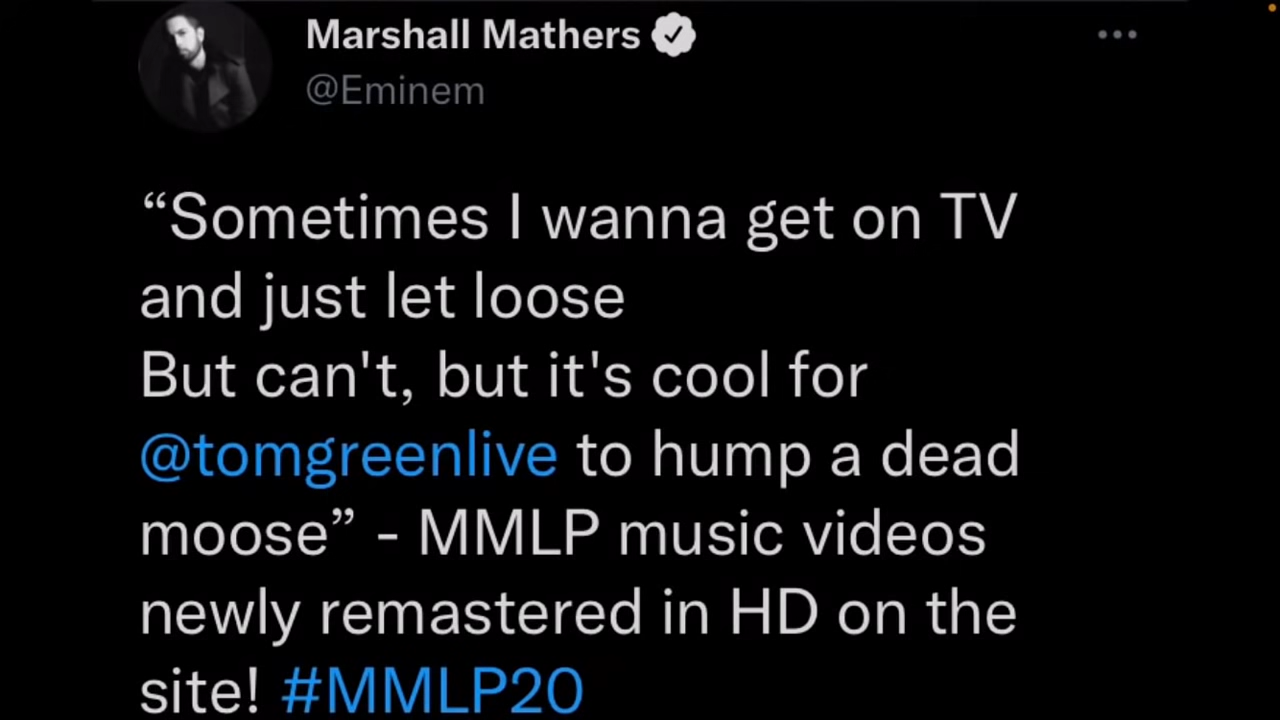 Marshall Mathers
@Eminem
“Sometimes I wanna get on TV
and just let loose
But can't, but it's cool for
@tomgreenlive to hump a dead
moose” - MMLP music videos
newly remastered in HD on the
site! #MMLP20